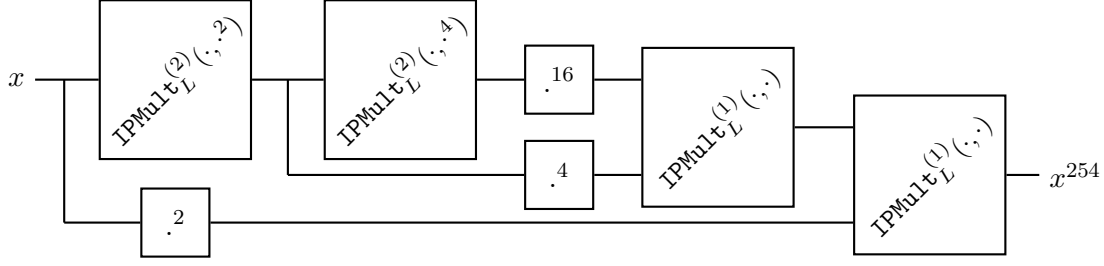 x
IPMult_L^{(2)}(·,·^2)
IPMult_L^{(2)}(·,·^4)
·^{16}
IPMult_L^{(1)}(·,·)
·^4
·^2
IPMult_L^{(1)}(·,·)
x^{254}